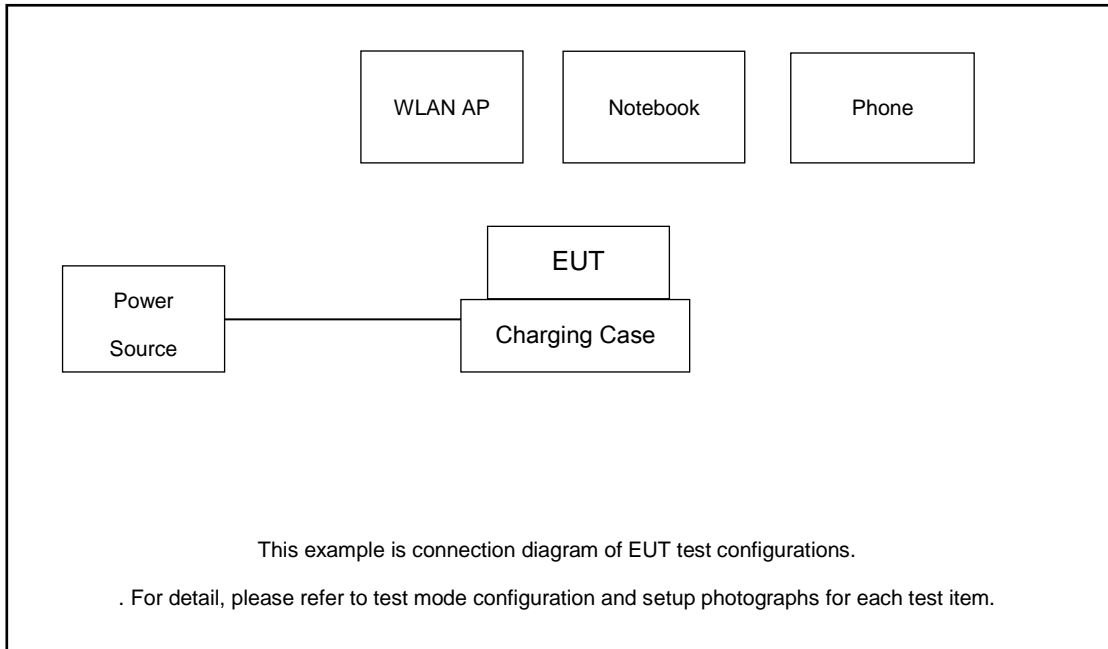 WLAN AP
Notebook
Phone
EUT
Power
Source
Charging Case
This example is connection diagram of EUT test configurations.
. For detail, please refer to test mode configuration and setup photographs for each test item.